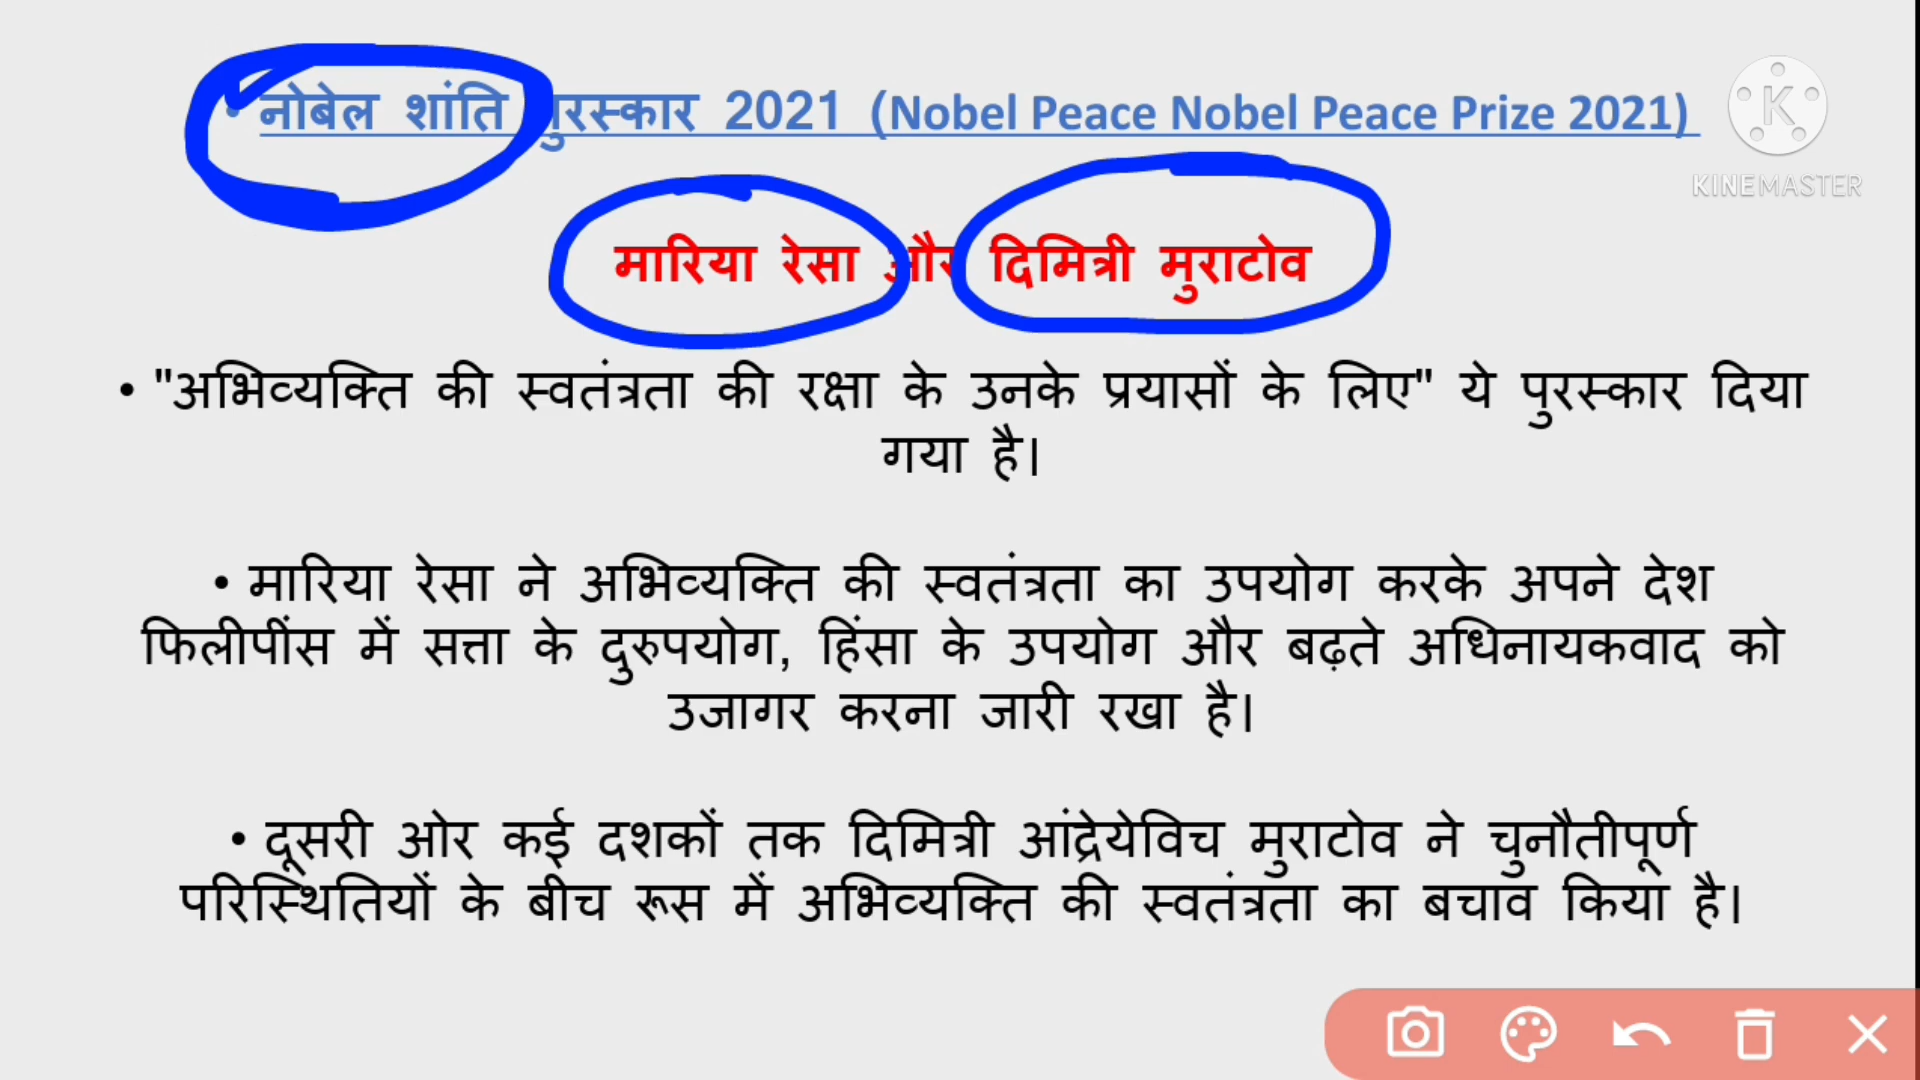 • नोबेल शांति पुरस्कार 2021 (Nobel Peace Nobel Peace Prize 2021)
KINEMASTER
मारिया रेसा और दिमित्री मुराटोव
• "अभिव्यक्ति की स्वतंत्रता की रक्षा के उनके प्रयासों के लिए" ये पुरस्कार दिया
गया है।
• मारिया रेसा ने अभिव्यक्ति की स्वतंत्रता का उपयोग करके अपने देश
फिलीपींस में सत्ता के दुरुपयोग, हिंसा के उपयोग और बढ़ते अधिनायकवाद को
उजागर करना जारी रखा है।
• दूसरी ओर कई दशकों तक दिमित्री आंद्रेयेविच मुराटोव ने चुनौतीपूर्ण
परिस्थितियों के बीच रूस में अभिव्यक्ति की स्वतंत्रता का बचाव किया है।